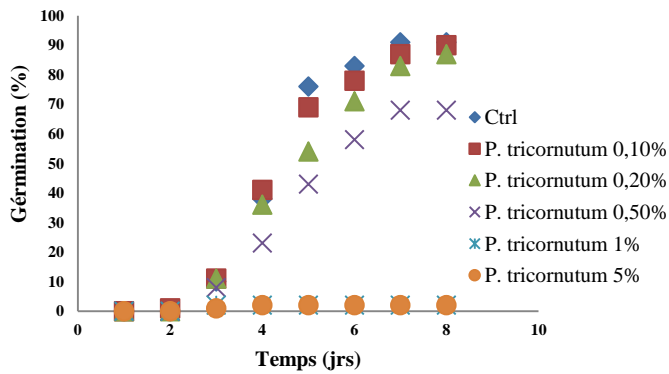 100
90
80
70
60
50
40
30
20
10
0
0 2 4 6 8 10
Gérmination (%)
Temps (jrs)
Ctrl
P. tricornutum 0,10%
P. tricornutum 0,20%
P. tricornutum 0,50%
P. tricornutum 1%
P. tricornutum 5%